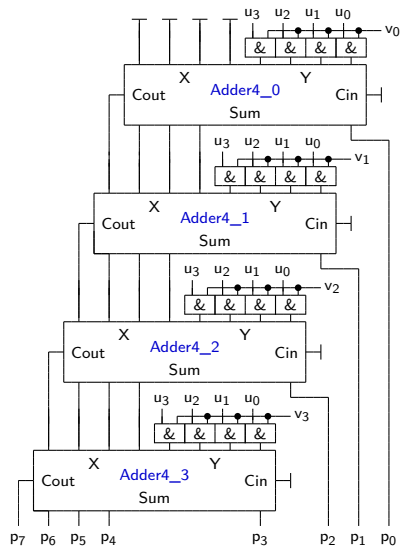 u3 u2 u1 u0
v0
& & & &
X Y
Adder4_0
Cout Cin
Sum
u3 u2 u1 u0
v1
& & & &
X Y
Adder4_1
Cout Cin
Sum
u3 u2 u1 u0
v2
& & & &
X Y
Adder4_2
Cout Cin
Sum
u3 u2 u1 u0
v3
& & & &
X Y
Adder4_3
Cout Cin
Sum
p7 p6 p5 p4 p3 p2 p1 p0